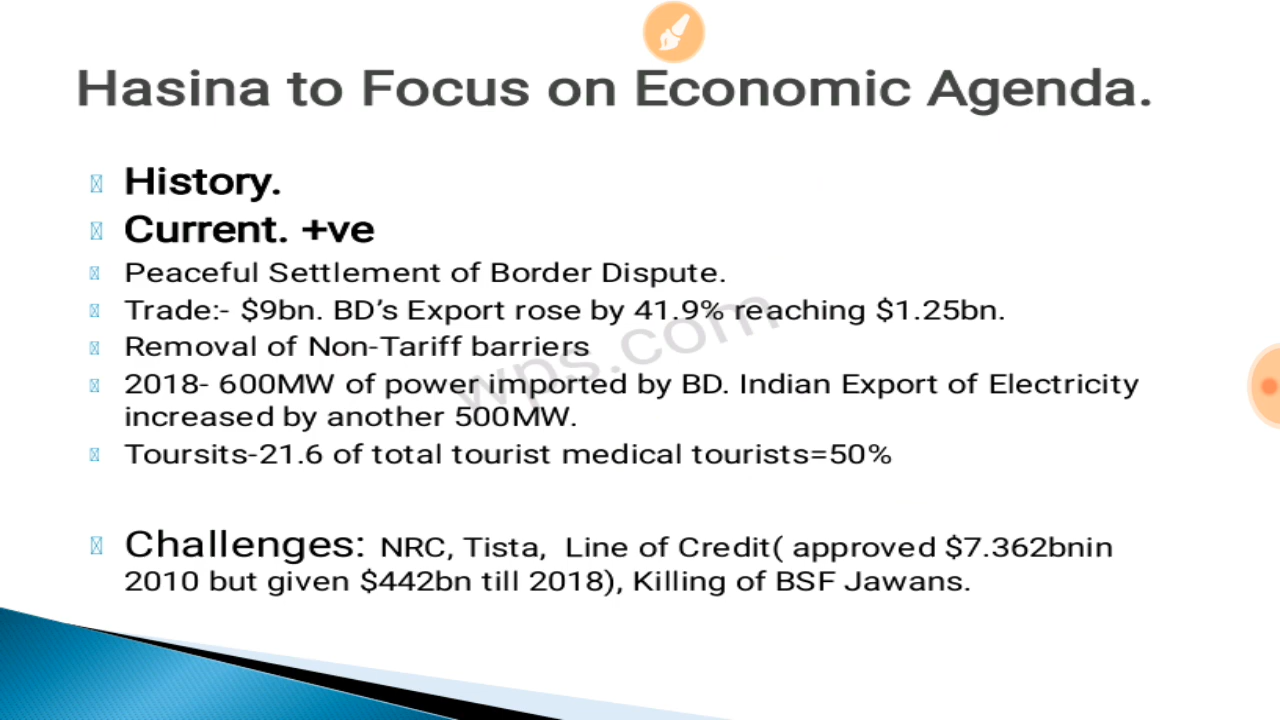 Hasina to Focus on Economic Agenda.
History.
Current. +ve
Peaceful Settlement of Border Dispute.
Trade:- $9bn. BD’s Export rose by 41.9% reaching $1.25bn.
Removal of Non-Tariff barriers
2018- 600MW of power imported by BD. Indian Export of Electricity
increased by another 500MW.
Toursits-21.6 of total tourist medical tourists=50%
Challenges: NRC, Tista, Line of Credit( approved $7.362bnin
2010 but given $442bn till 2018), Killing of BSF Jawans.
wps.com